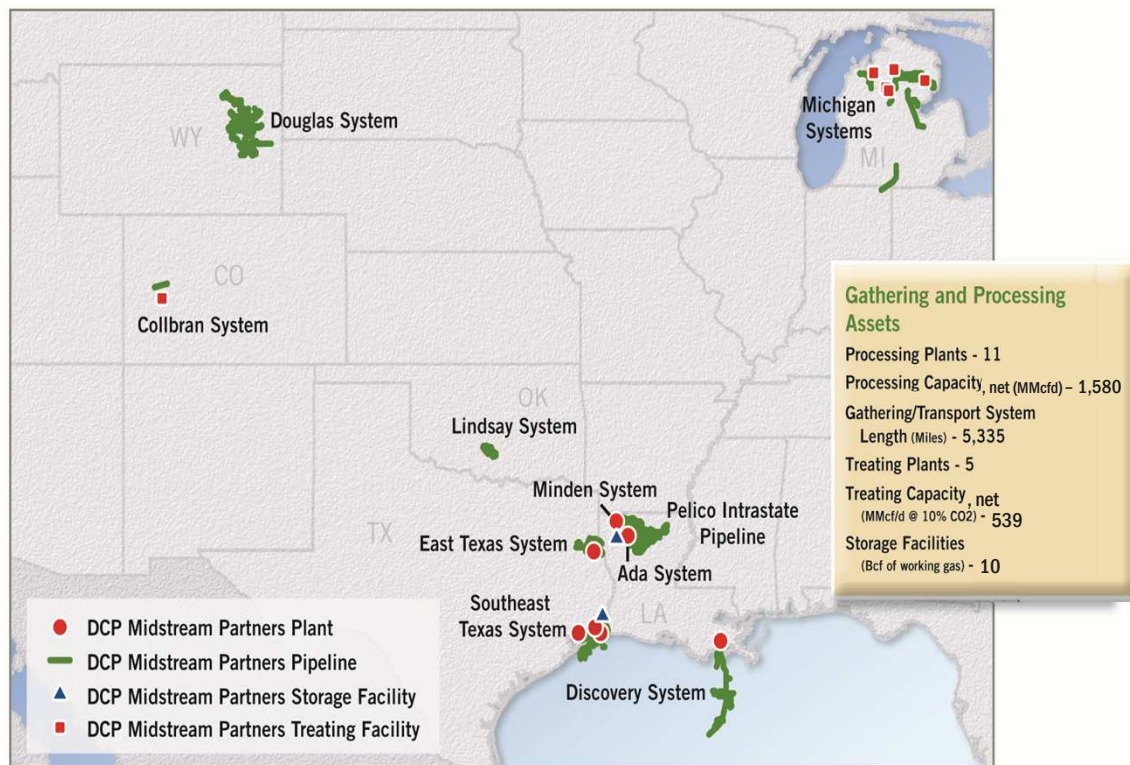 WY
Douglas System
Michigan
Systems
MI
CO
Collbran System
OK
Lindsay System
Minden System
Pelico Intrastate
Pipeline
TX
East Texas System
Ada System
Southeast
Texas System
LA
Discovery System
Gathering and Processing
Assets
Processing Plants - 11
Processing Capacity, net (MMcfd) – 1,580
Gathering/Transport System
Length (Miles) - 5,335
Treating Plants - 5
Treating Capacity, net
(MMcf/d @ 10% CO2) - 539
Storage Facilities
(Bcf of working gas) - 10
DCP Midstream Partners Plant
DCP Midstream Partners Pipeline
DCP Midstream Partners Storage Facility
DCP Midstream Partners Treating Facility